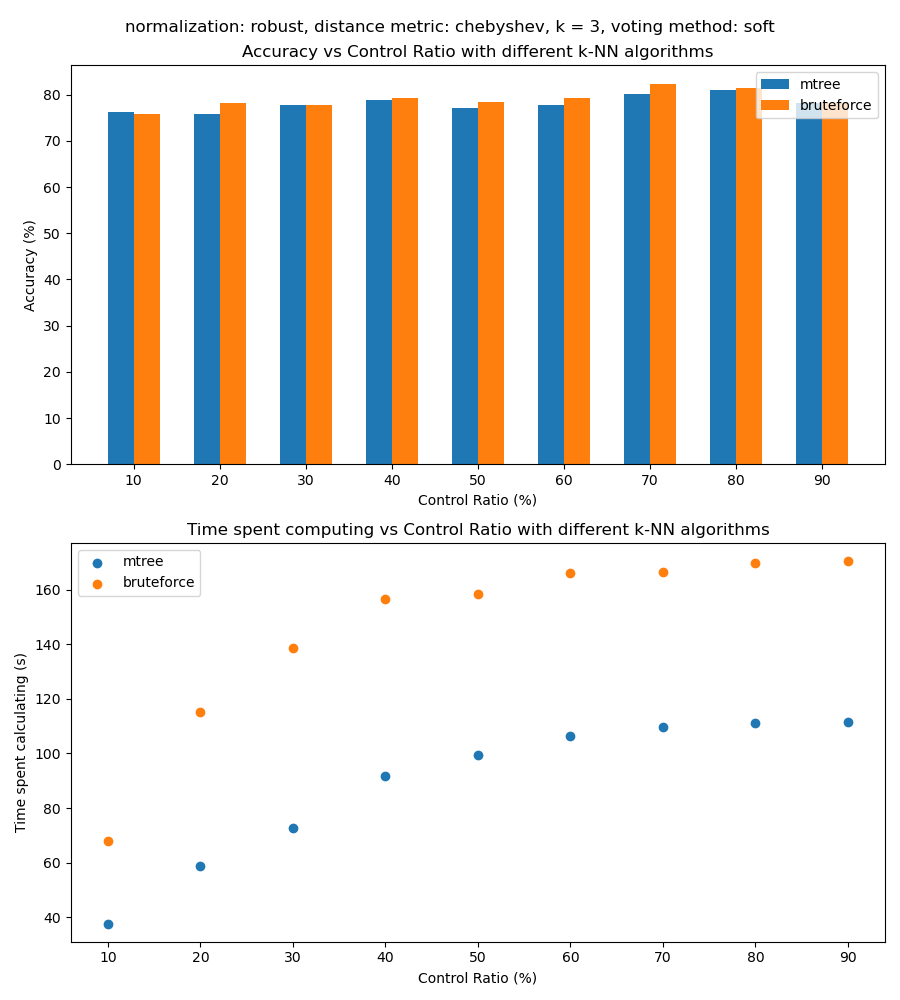 normalization: robust, distance metric: chebyshev, k = 3, voting method: soft
Accuracy vs Control Ratio with different k-NN algorithms
mtree
bruteforce
Accuracy (%)
80
70
60
50
40
30
20
10
0
10 20 30 40 50 60 70 80 90
Control Ratio (%)
Time spent computing vs Control Ratio with different k-NN algorithms
mtree
bruteforce
Time spent calculating (s)
160
140
120
100
80
60
40
10 20 30 40 50 60 70 80 90
Control Ratio (%)